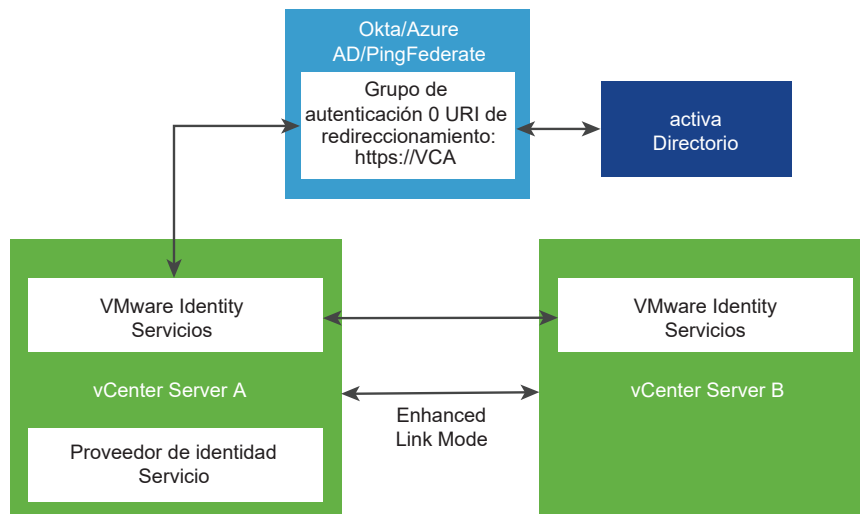 Okta/Azure
AD/PingFederate
Grupo de
autenticación 0 URI de
redireccionamiento:
https://VCA
activa
Directorio
VMware Identity
Servicios
VMware Identity
Servicios
vCenter Server A
vCenter Server B
Enhanced
Link Mode
Proveedor de identidad
Servicio